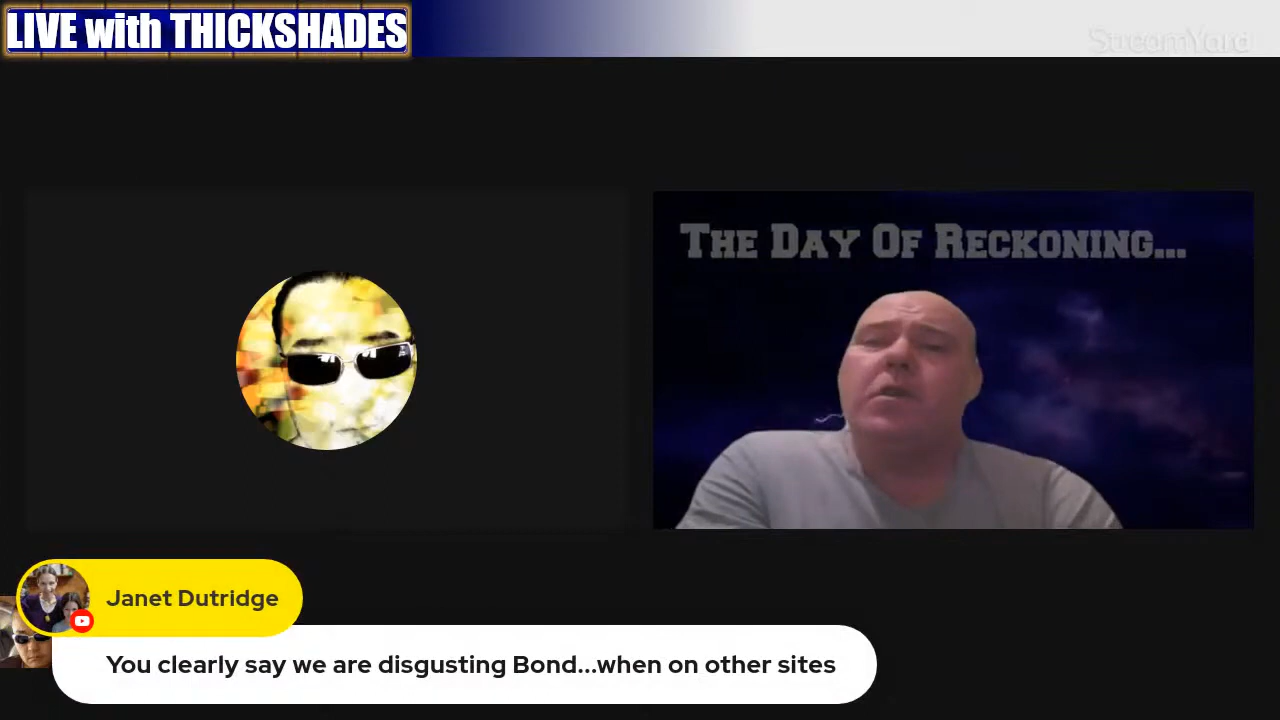 LIVE with THICKSHADES
StreamYard
THE DAY OF RECKONING...
Janet Dutridge
You clearly say we are disgusting Bond...when on other sites